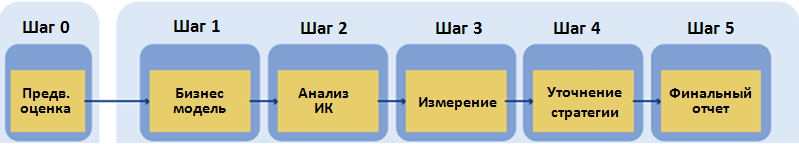 Шаг 0
Шаг 1
Шаг 2
Шаг 3
Шаг 4
Шаг 5
Предв.
оценка
Бизнес
модель
Анализ
ИК
Измерение
Уточнение
стратегии
Финальный
отчет